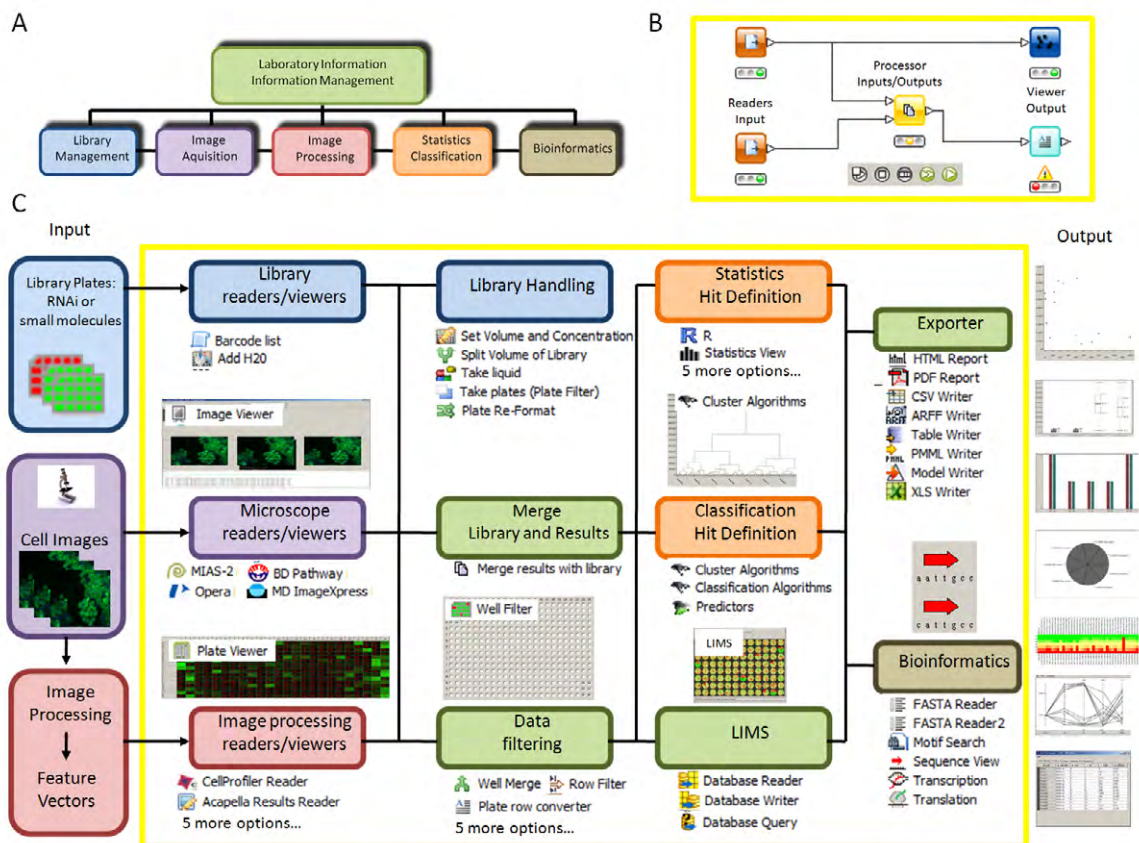 A
Laboratory Information
Information Management
Library
Management
Image
Aquisition
Image
Processing
Statistics
Classification
Bioinformatics
B
Readers
Input
Processor
Inputs/Outputs
Viewer
Output
C
Input
Library Plates:
RNAi or
small molecules
Cell Images
Image
Processing
Feature
Vectors
Library
readers/viewers
Barcode list
Add H20
Image Viewer
Microscope
readers/viewers
MIAS-2
BD Pathway
Opera
MD ImageXpress
Plate Viewer
Image processing
readers/viewers
CellProfiler Reader
Acapella Results Reader
5 more options...
Library Handling
Set Volume and Concentration
Split Volume of Library
Take liquid
Take plates (Plate Filter)
Plate Re-Format
Merge
Library and Results
Merge results with library
Well Filter
Data
filtering
Well Merge
Row Filter
Plate row converter
5 more options...
Statistics
Hit Definition
R
Statistics View
5 more options...
Cluster Algorithms
Classification
Hit Definition
Cluster Algorithms
Classification Algorithms
Predictors
LIMS
LIMS
Database Reader
Database Writer
Database Query
Exporter
html HTML Report
PDF Report
CSV Writer
ARFF ARFF Writer
Table Writer
PMML PMML Writer
Model Writer
XLS Writer
a a t t g c c
c a t t g c c
Bioinformatics
FASTA Reader
FASTA Reader2
Motif Search
Sequence View
Transcription
Translation
Output